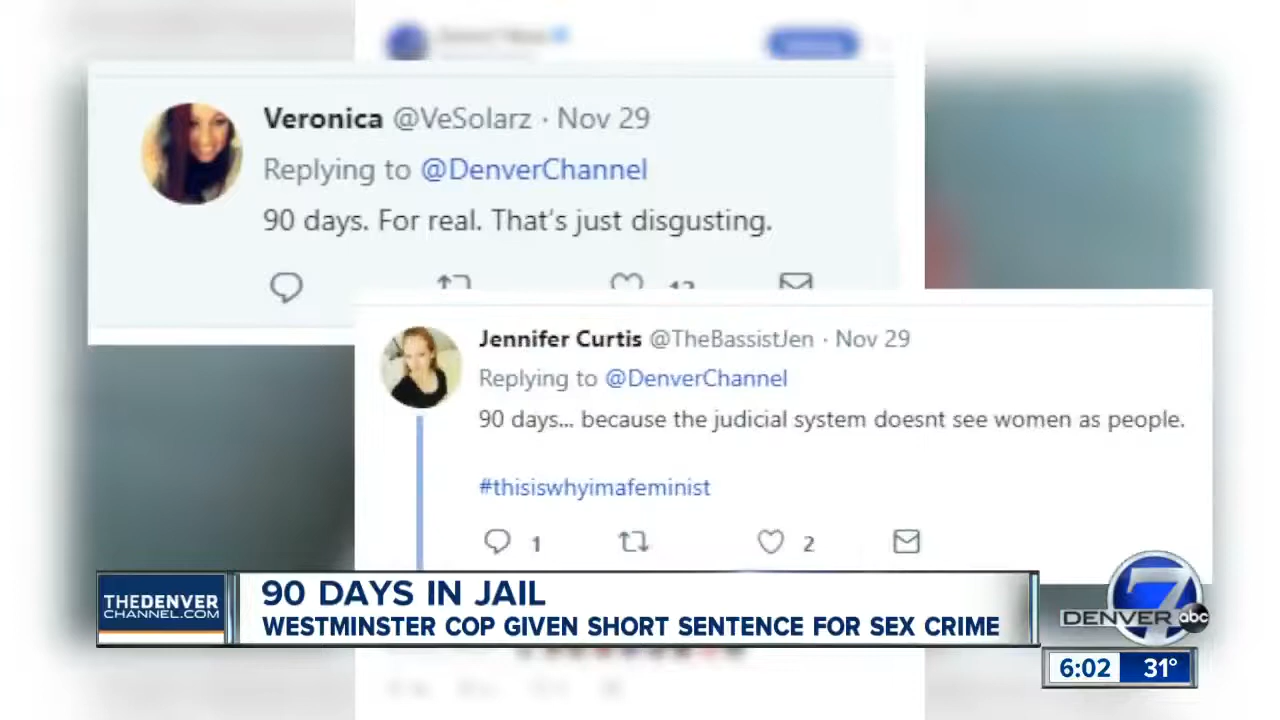 Veronica @VeSolarz · Nov 29
Replying to @DenverChannel
90 days. For real. That's just disgusting.
Jennifer Curtis @TheBassistJen · Nov 29
Replying to @DenverChannel
90 days... because the judicial system doesnt see women as people.
#thisiswhyimafeminist
1 2
THEDENVER
CHANNEL.COM
90 DAYS IN JAIL
WESTMINSTER COP GIVEN SHORT SENTENCE FOR SEX CRIME
DENVER 7 abc
6:02 31°